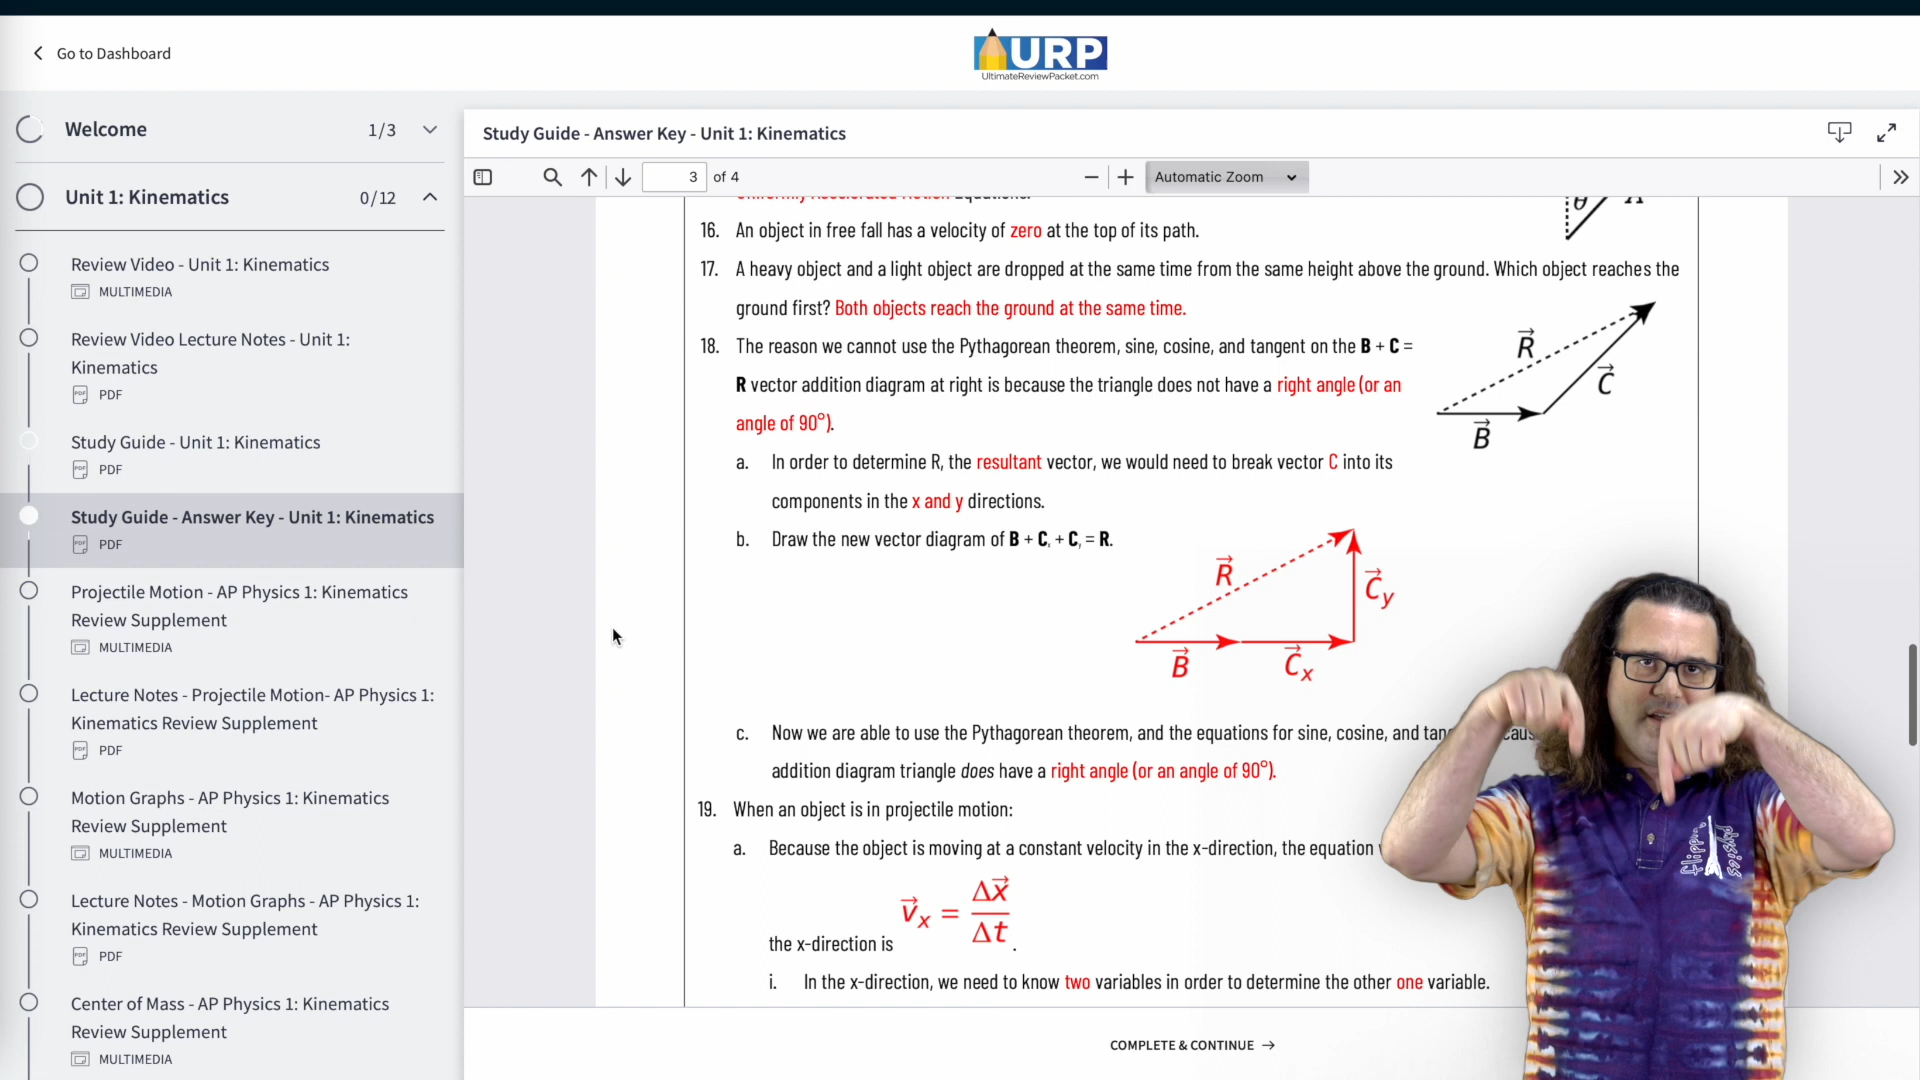 Go to Dashboard
URP
UltimateReviewPacket.com
Welcome 1/3
Unit 1: Kinematics 0/12
Review Video - Unit 1: Kinematics
MULTIMEDIA
Review Video Lecture Notes - Unit 1:
Kinematics
PDF
Study Guide - Unit 1: Kinematics
PDF
Study Guide - Answer Key - Unit 1: Kinematics
PDF
Projectile Motion - AP Physics 1: Kinematics
Review Supplement
MULTIMEDIA
Lecture Notes - Projectile Motion- AP Physics 1:
Kinematics Review Supplement
PDF
Motion Graphs - AP Physics 1: Kinematics
Review Supplement
MULTIMEDIA
Lecture Notes - Motion Graphs - AP Physics 1:
Kinematics Review Supplement
PDF
Center of Mass - AP Physics 1: Kinematics
Review Supplement
MULTIMEDIA
Study Guide - Answer Key - Unit 1: Kinematics
3 of 4
Automatic Zoom
θ A
16. An object in free fall has a velocity of zero at the top of its path.
17. A heavy object and a light object are dropped at the same time from the same height above the ground. Which object reaches the
ground first? Both objects reach the ground at the same time.
18. The reason we cannot use the Pythagorean theorem, sine, cosine, and tangent on the B + C =
R vector addition diagram at right is because the triangle does not have a right angle (or an
angle of 90°).
R⃗
C⃗
B⃗
a. In order to determine R, the resultant vector, we would need to break vector C into its
components in the x and y directions.
b. Draw the new vector diagram of B + Cₓ + Cᵧ = R.
R⃗
C⃗y
B⃗
C⃗x
c. Now we are able to use the Pythagorean theorem, and the equations for sine, cosine, and
addition diagram triangle does have a right angle (or an angle of 90°).
19. When an object is in projectile motion:
a. Because the object is moving at a constant velocity in the x-direction, the equation
the x-direction is v⃗x = Δx⃗ / Δt .
i. In the x-direction, we need to know two variables in order to determine the other one variable.
flipping physics
COMPLETE & CONTINUE →